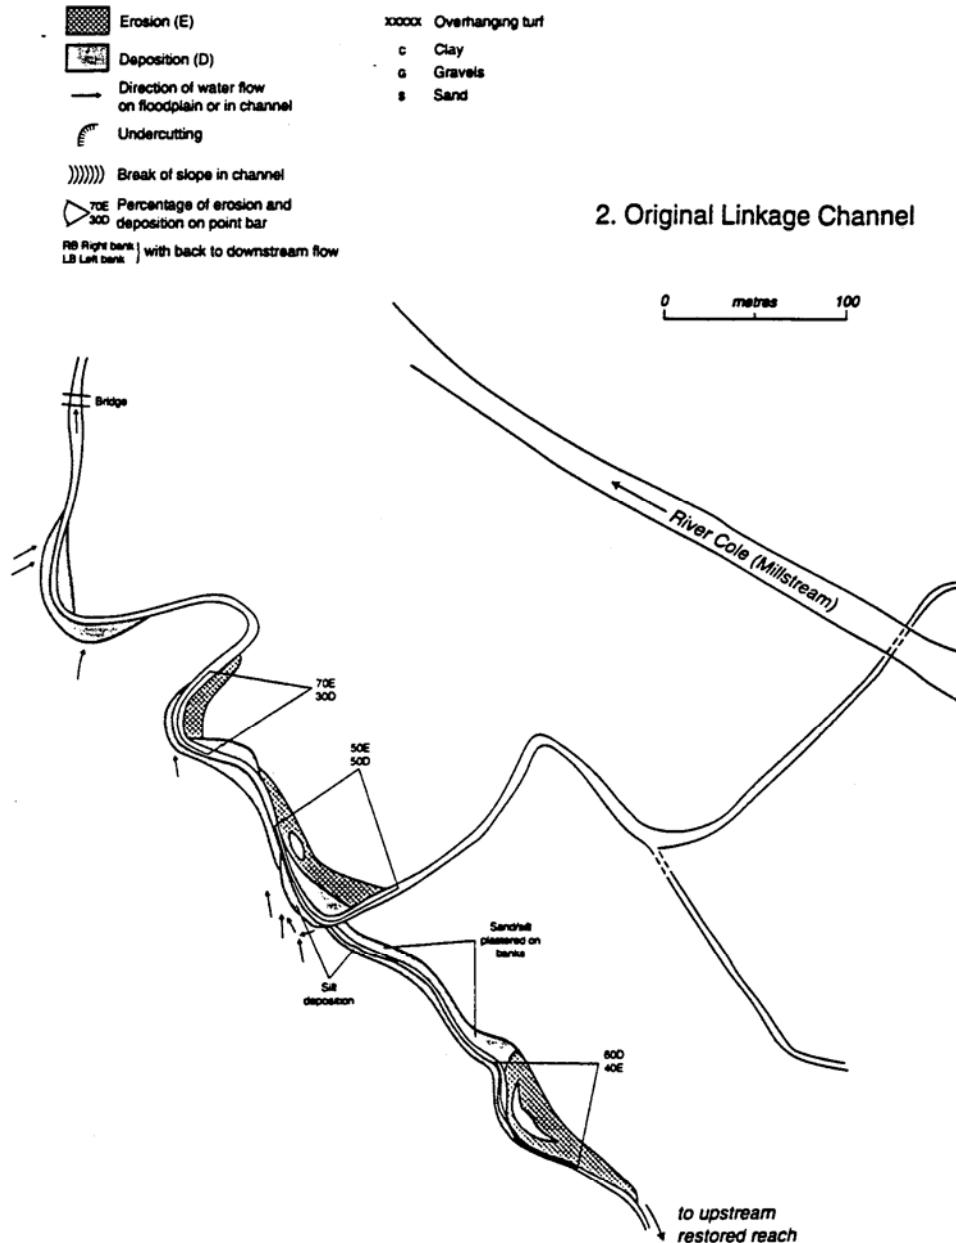 Erosion (E)
Deposition (D)
Direction of water flow
on floodplain or in channel
Undercutting
Break of slope in channel
70E
30D
Percentage of erosion and
deposition on point bar
RB Right bank
LB Left bank
with back to downstream flow
xxxxx Overhanging turf
C Clay
G Gravels
S Sand
2. Original Linkage Channel
0 metres 100
Bridge
River Cole (Millstream)
70E
30D
50E
50D
Sand/silt
plastered on
banks
Silt
deposition
60D
40E
to upstream
restored reach